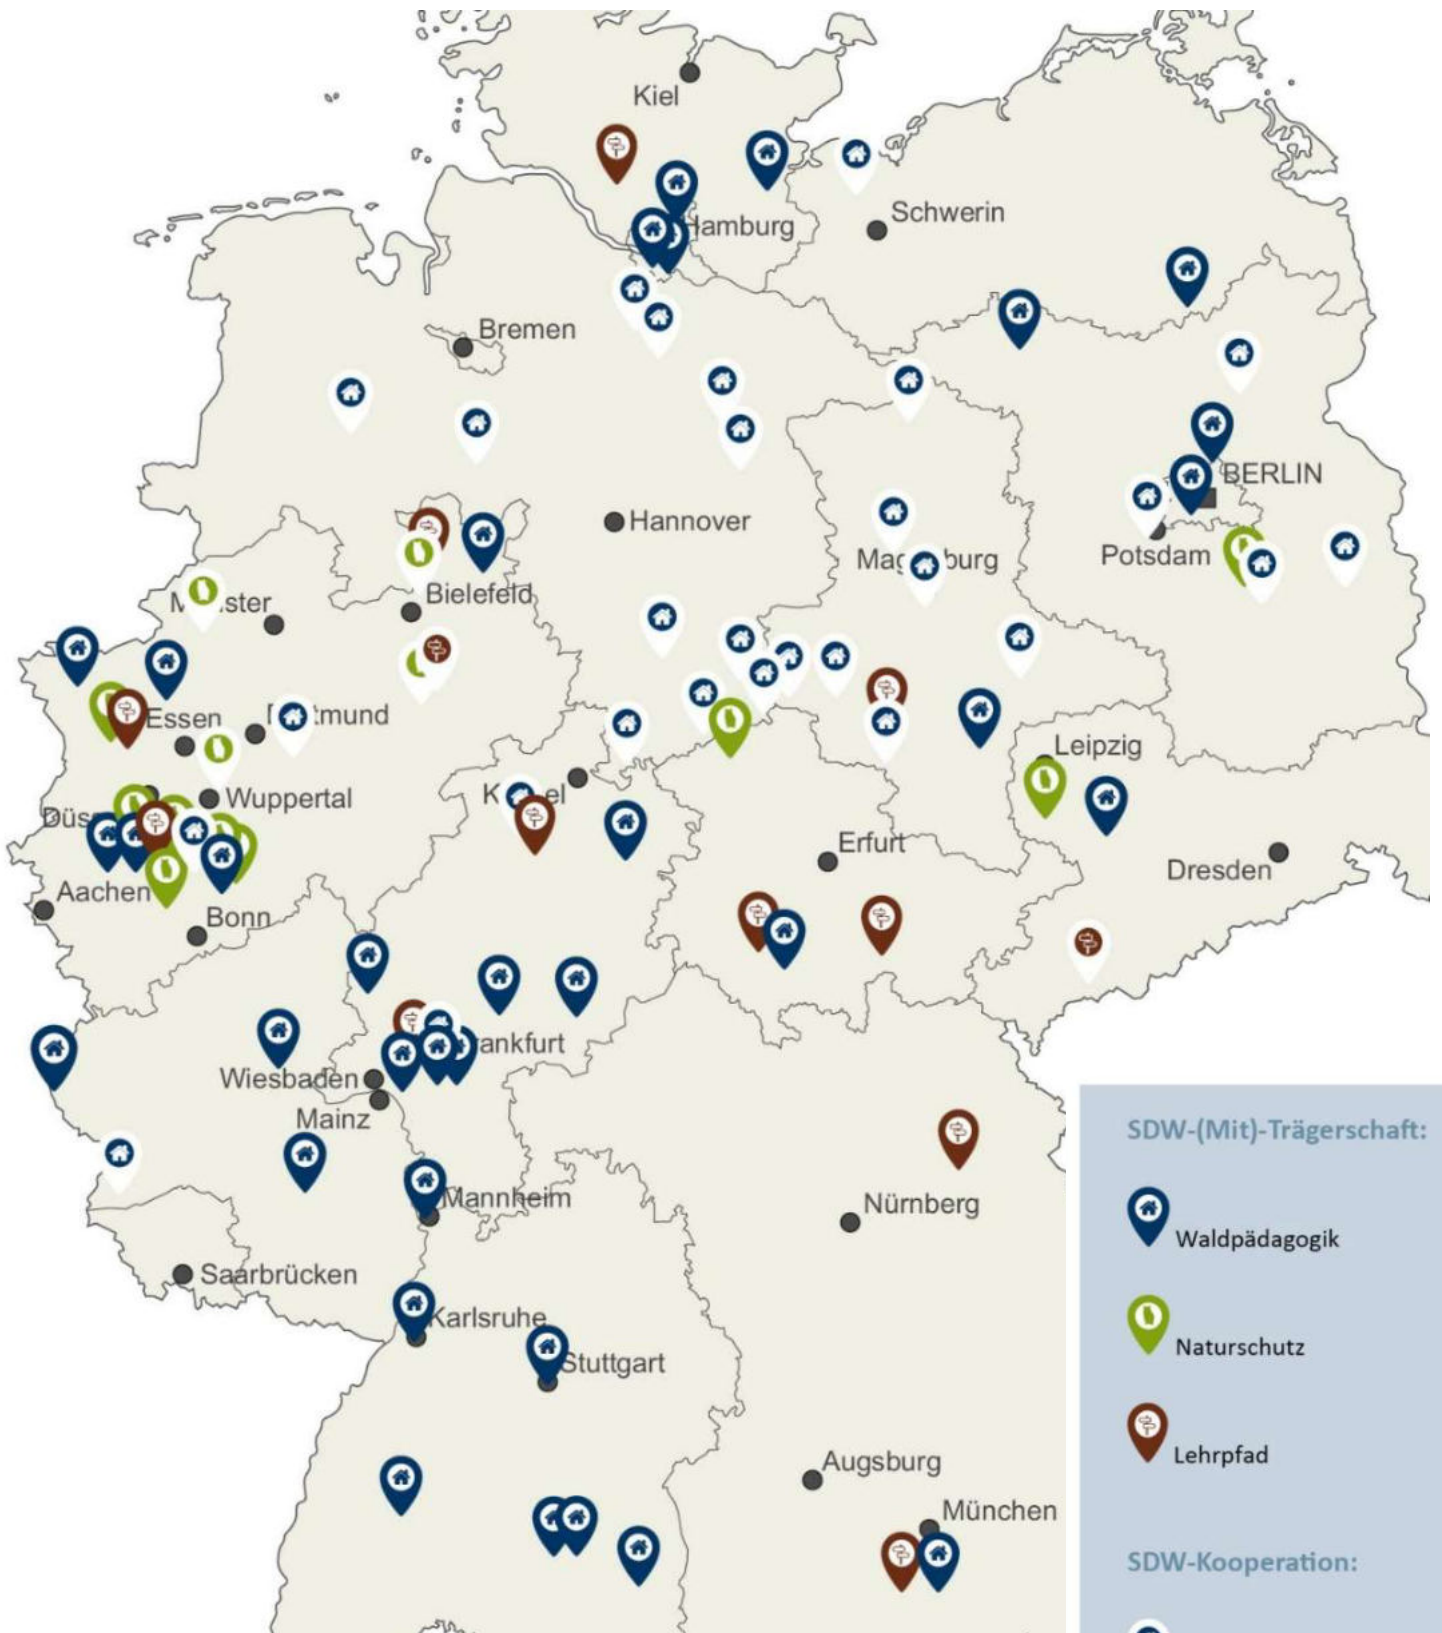 Kiel
Schwerin
Hamburg
Bremen
BERLIN
Hannover
Potsdam
Bielefeld
Essen
Leipzig
Wuppertal
Erfurt
Dresden
Aachen
Bonn
Wiesbaden
Mainz
Mannheim
Nürnberg
Saarbrücken
Karlsruhe
Stuttgart
Augsburg
München
SDW-(Mit)-Trägerschaft:
Waldpädagogik
Naturschutz
Lehrpfad
SDW-Kooperation: